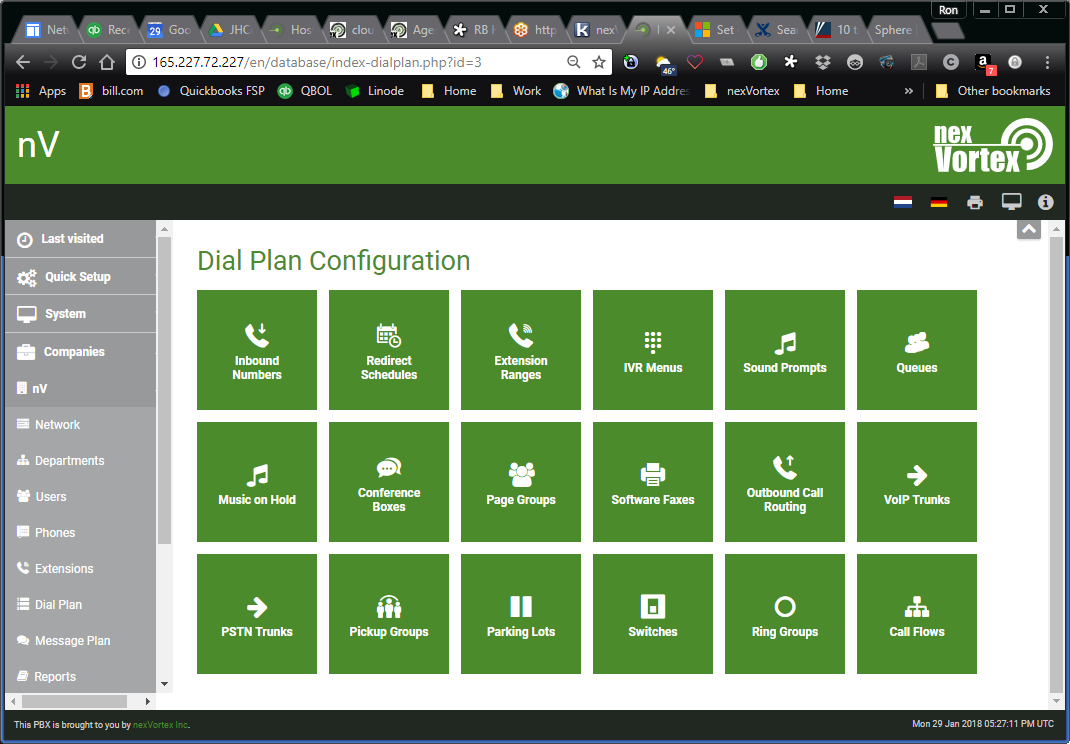 Ron
Net
Rec
Goo
JHC
Hos
clou
Age
RB
http
nex
Set
Sea
10 t
Sphere
165.227.72.227/en/database/index-dialplan.php?id=3
46°
7
Apps
bill.com
Quickbooks FSP
QBOL
Linode
Home
Work
What Is My IP Addre
nexVortex
Home
»
Other bookmarks
nV
nex
Vortex
Last visited
Quick Setup
System
Companies
nV
Network
Departments
Users
Phones
Extensions
Dial Plan
Message Plan
Reports
Dial Plan Configuration
Inbound
Numbers
Redirect
Schedules
Extension
Ranges
IVR Menus
Sound Prompts
Queues
Music on Hold
Conference
Boxes
Page Groups
Software Faxes
Outbound Call
Routing
VoIP Trunks
PSTN Trunks
Pickup Groups
Parking Lots
Switches
Ring Groups
Call Flows
This PBX is brought to you by nexVortex Inc.
Mon 29 Jan 2018 05:27:11 PM UTC